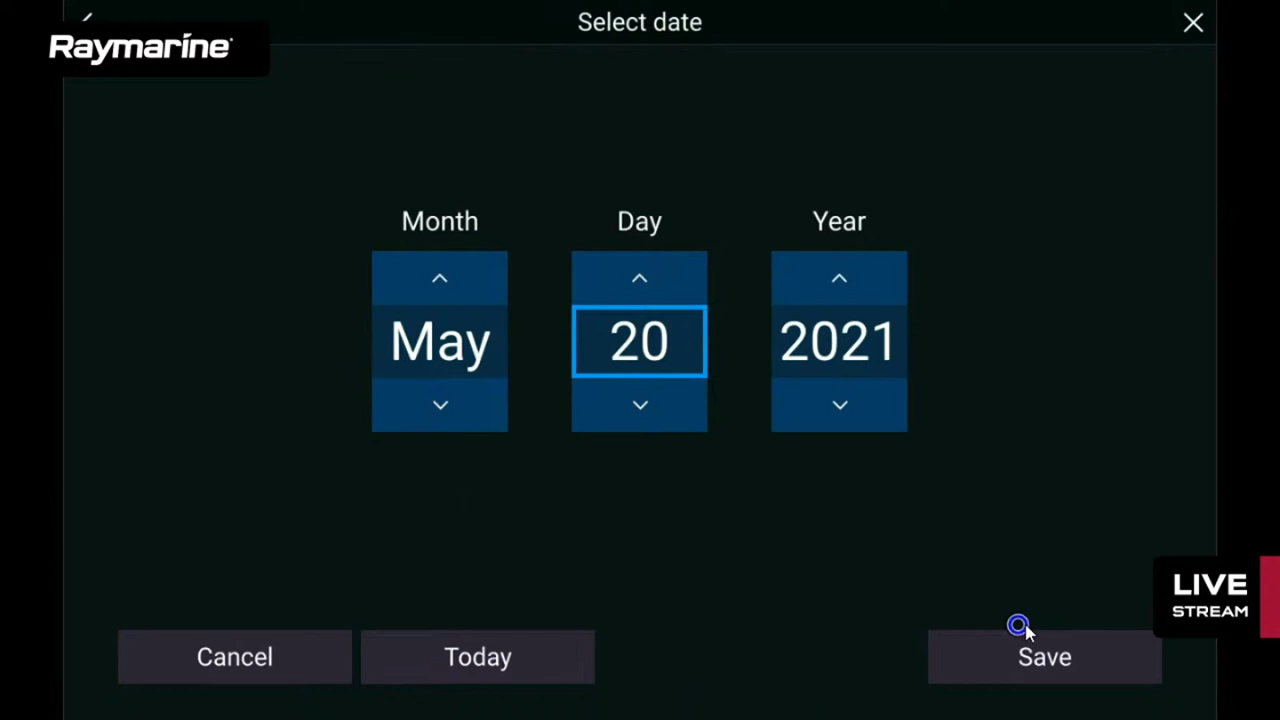 Select date
Raymarine
Month
Day
Year
May
20
2021
LIVE
STREAM
Cancel
Today
Save